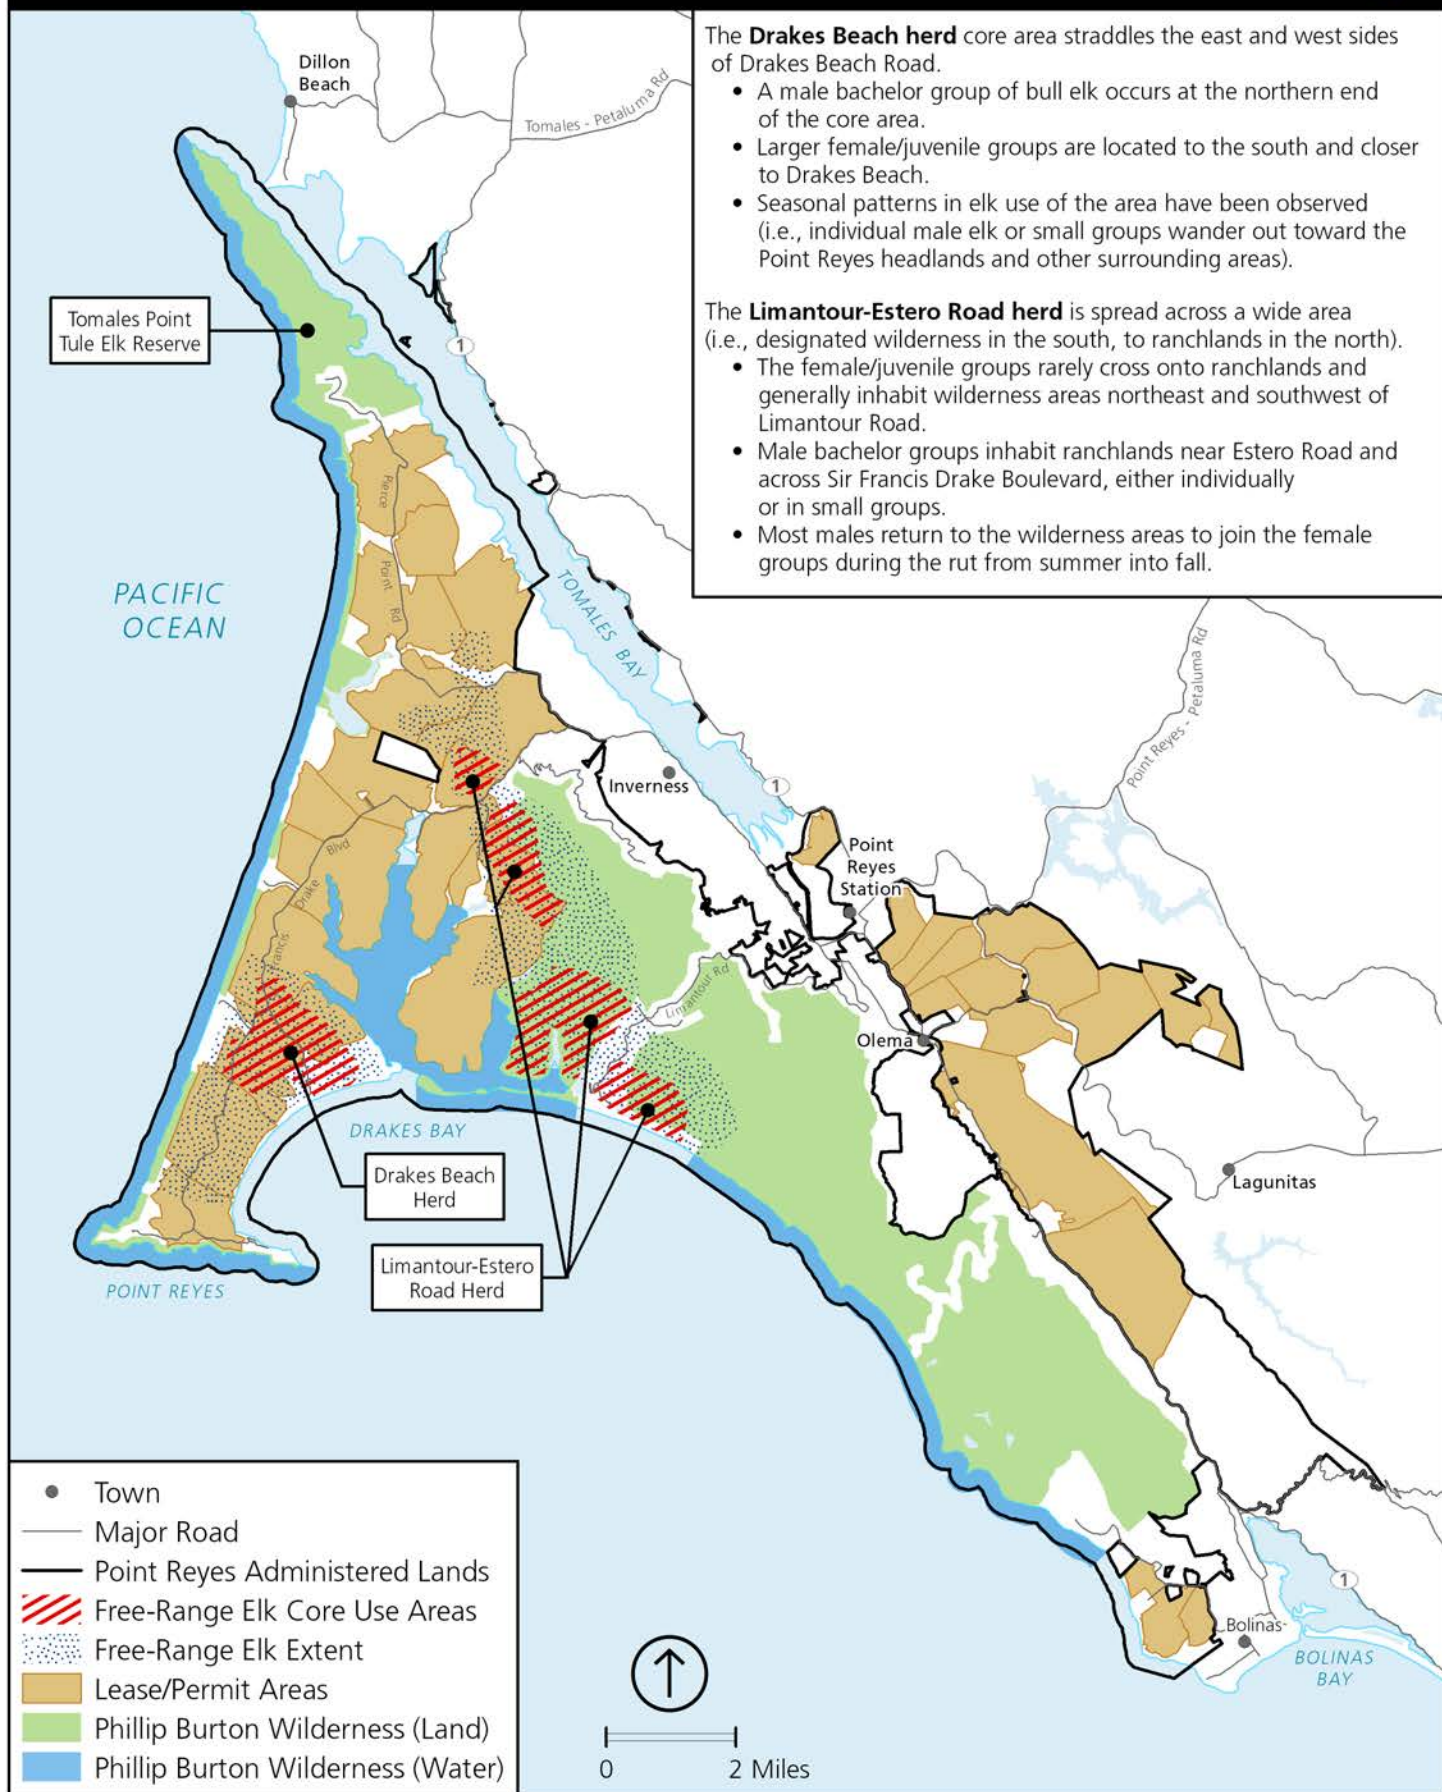 The Drakes Beach herd core area straddles the east and west sides
of Drakes Beach Road.
• A male bachelor group of bull elk occurs at the northern end
of the core area.
• Larger female/juvenile groups are located to the south and closer
to Drakes Beach.
• Seasonal patterns in elk use of the area have been observed
(i.e., individual male elk or small groups wander out toward the
Point Reyes headlands and other surrounding areas).
The Limantour-Estero Road herd is spread across a wide area
(i.e., designated wilderness in the south, to ranchlands in the north).
• The female/juvenile groups rarely cross onto ranchlands and
generally inhabit wilderness areas northeast and southwest of
Limantour Road.
• Male bachelor groups inhabit ranchlands near Estero Road and
across Sir Francis Drake Boulevard, either individually
or in small groups.
• Most males return to the wilderness areas to join the female
groups during the rut from summer into fall.
Dillon
Beach
Tomales - Petaluma Rd
Tomales Point
Tule Elk Reserve
1
Pierce
Point
Rd
PACIFIC
OCEAN
TOMALES BAY
Point Reyes - Petaluma Rd
Inverness
1
Point
Reyes
Station
Blvd
Drake
Francis
Limantour Rd
Olema
DRAKES BAY
Drakes Beach
Herd
Lagunitas
Limantour-Estero
Road Herd
POINT REYES
Bolinas
1
BOLINAS
BAY
Town
Major Road
Point Reyes Administered Lands
Free-Range Elk Core Use Areas
Free-Range Elk Extent
Lease/Permit Areas
Phillip Burton Wilderness (Land)
Phillip Burton Wilderness (Water)
0 2 Miles